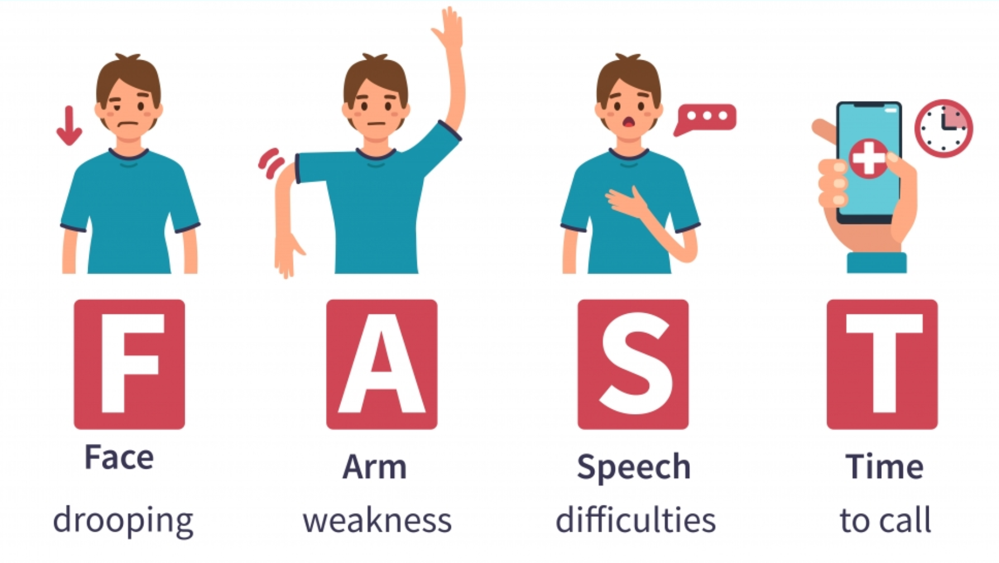 F A S T
Face Arm Speech Time
drooping weakness difficulties to call